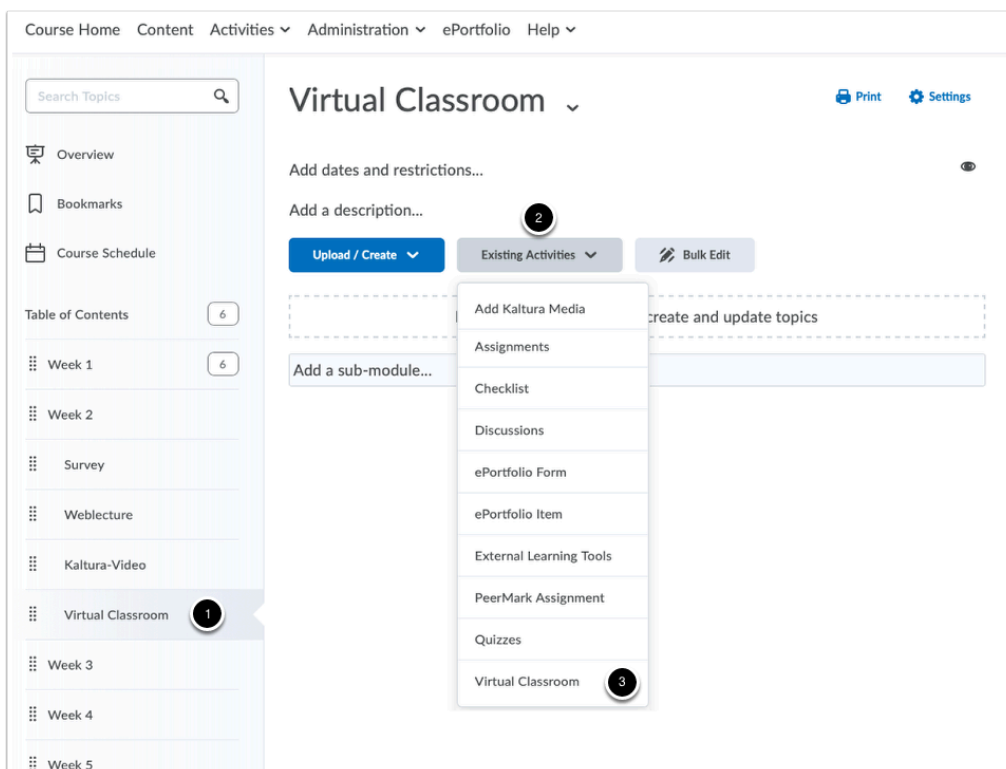 Course Home Content Activities Administration ePortfolio Help
Search Topics
Overview
Bookmarks
Course Schedule
Table of Contents 6
Week 1 6
Week 2
Survey
Weblecture
Kaltura-Video
Virtual Classroom 1
Week 3
Week 4
Week 5
Virtual Classroom
Print Settings
Add dates and restrictions...
Add a description...
2
Upload / Create Existing Activities Bulk Edit
create and update topics
Add a sub-module...
Add Kaltura Media
Assignments
Checklist
Discussions
ePortfolio Form
ePortfolio Item
External Learning Tools
PeerMark Assignment
Quizzes
Virtual Classroom 3